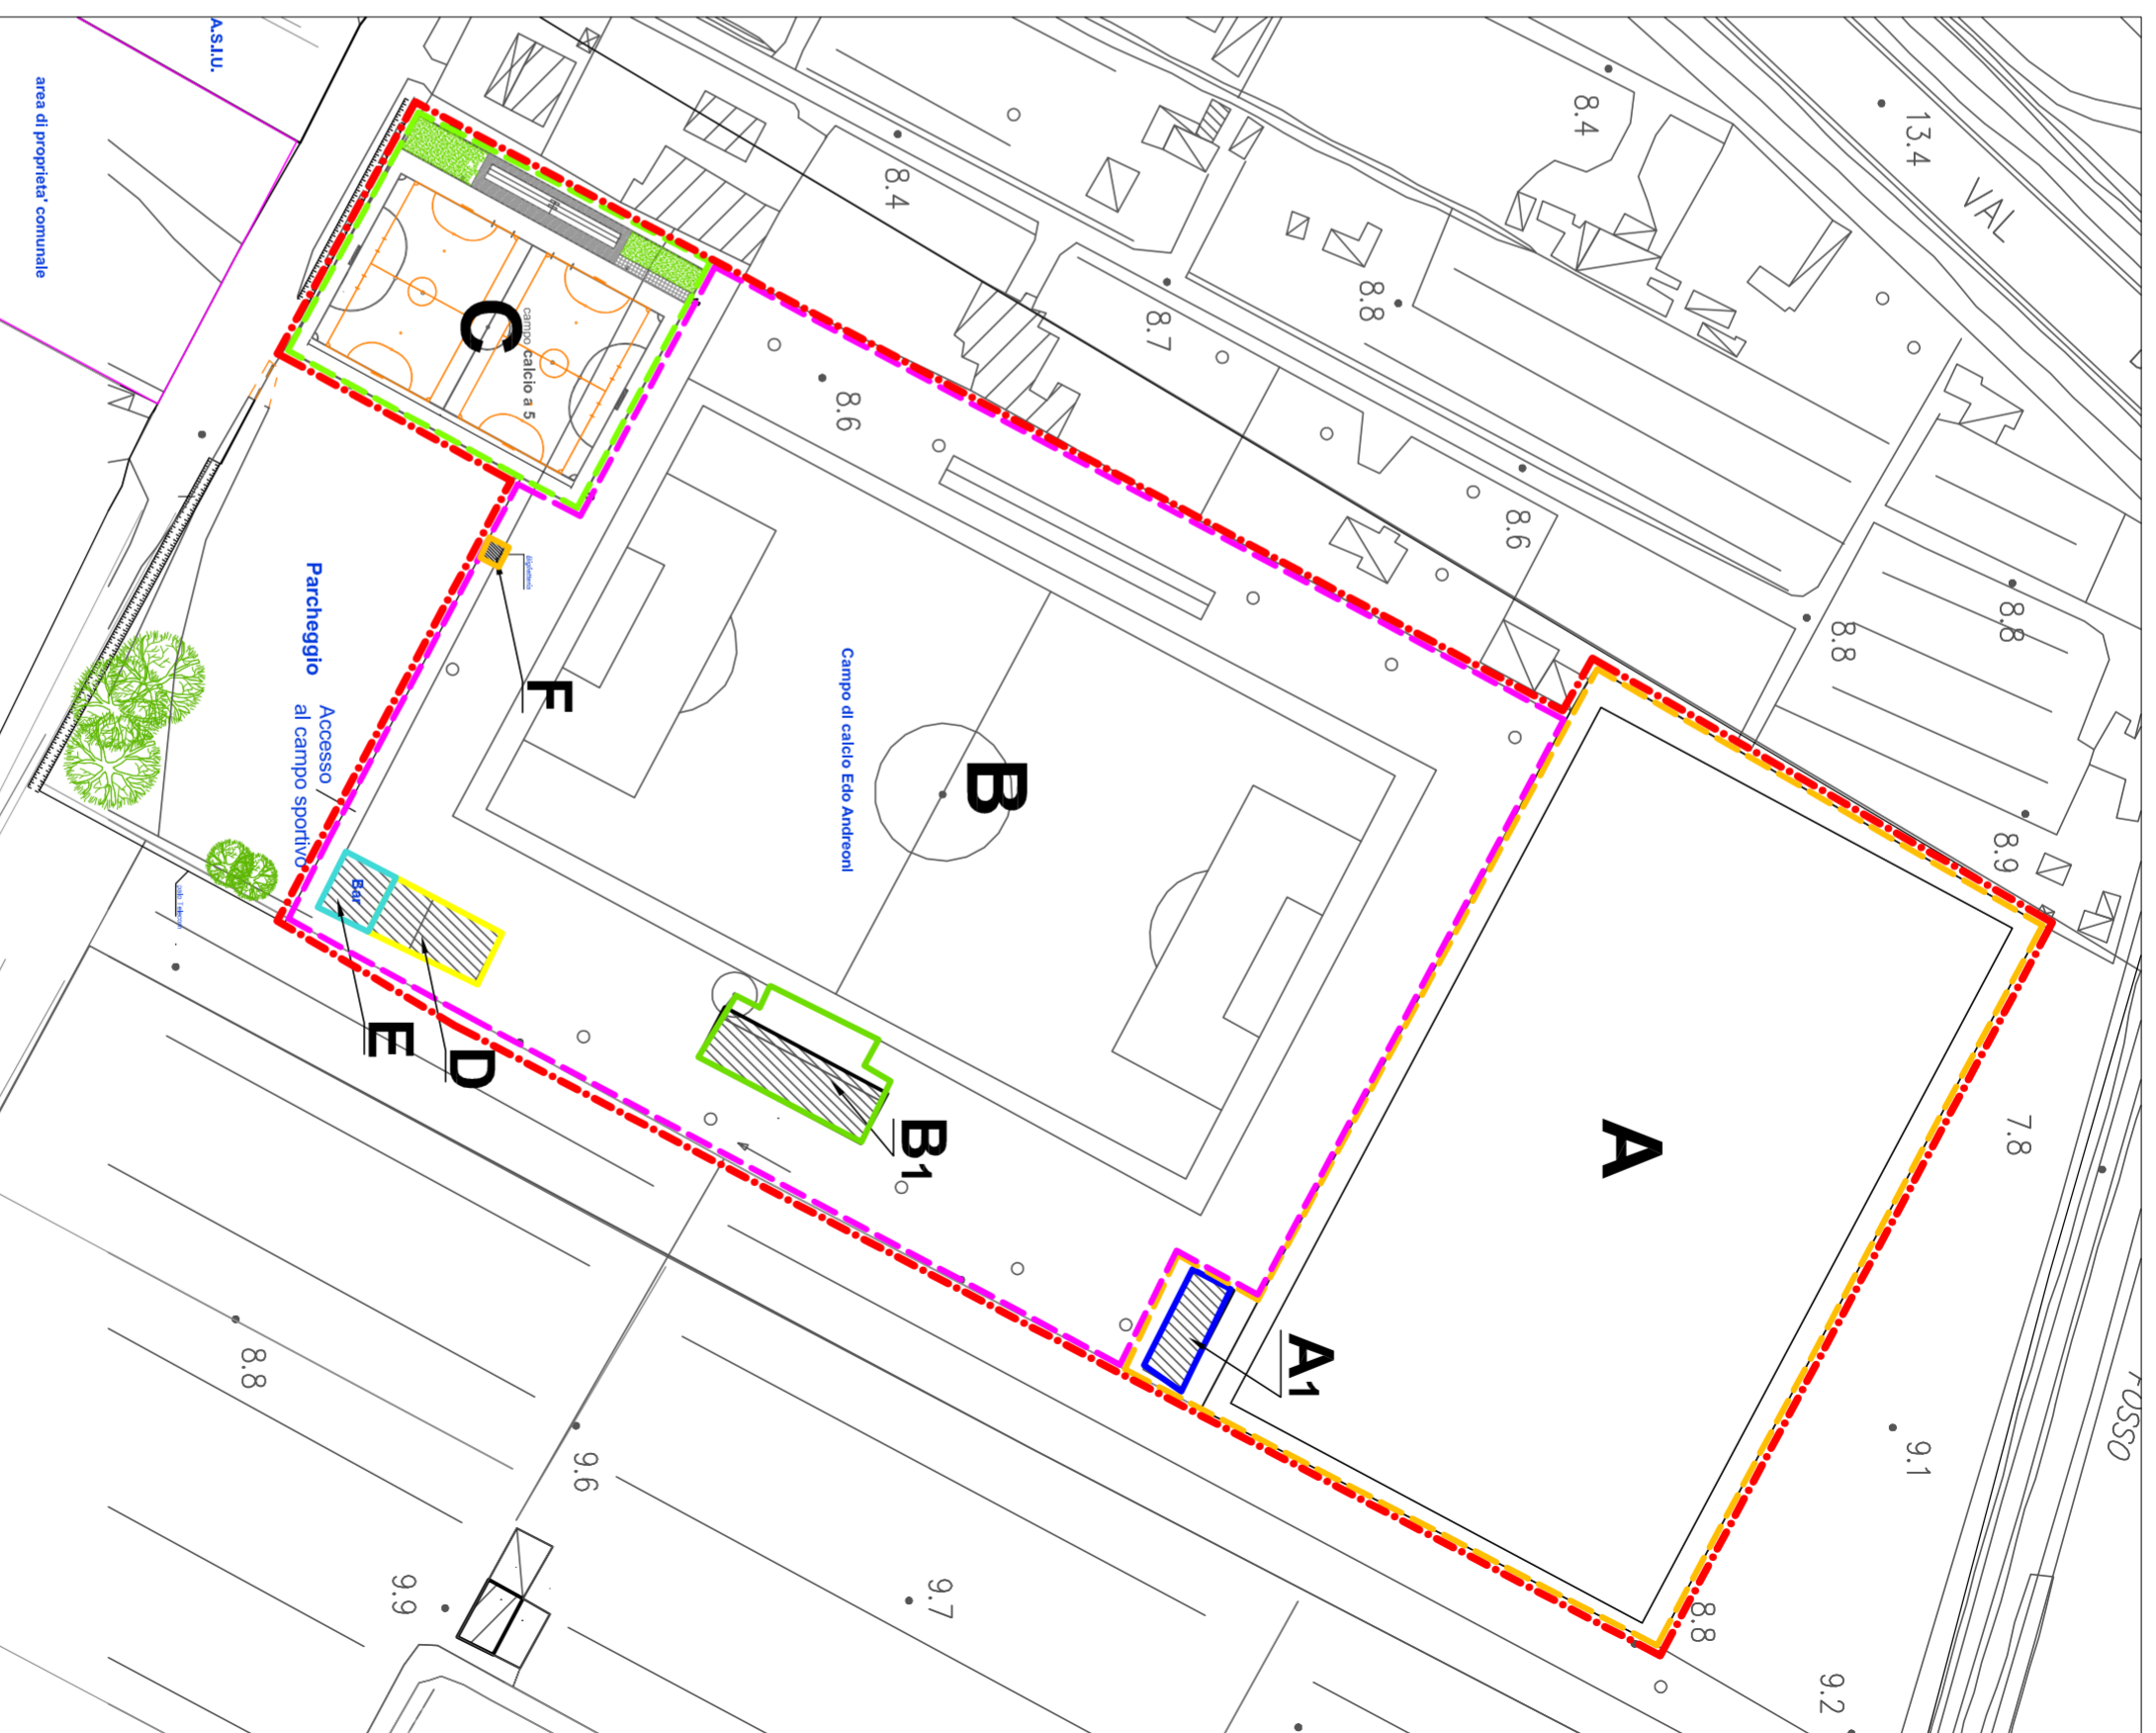 A.S.I.U.
area di proprieta' comunale
13.4
VAL
8.4
8.4
8.8
8.7
8.6
8.6
8.8
8.8
8.9
7.8
FOSSO
9.1
8.8
9.2
C
campo calcio a 5
Biglietteria
F
Parcheggio
Accesso
al campo sportivo
Campo di calcio Edo Andreoni
B
A
Bar
E
D
B1
A1
palo Telecom
8.8
9.6
9.9
9.7